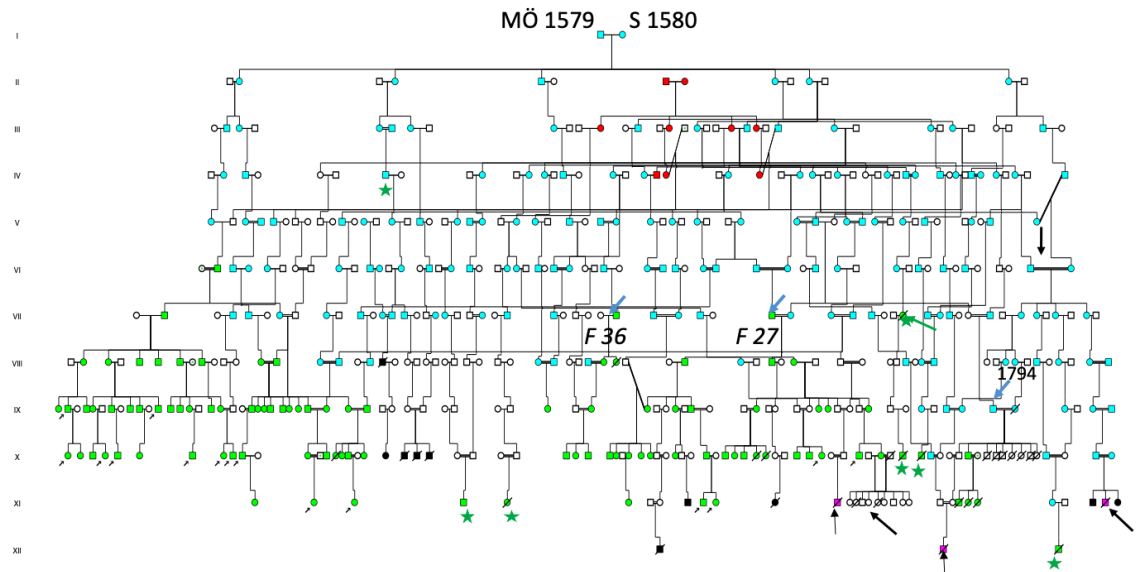 MÖ 1579 S 1580
I
II
III
IV
V
VI
VII
F 36 F 27
VIII
1794
IX
X
XI
XII